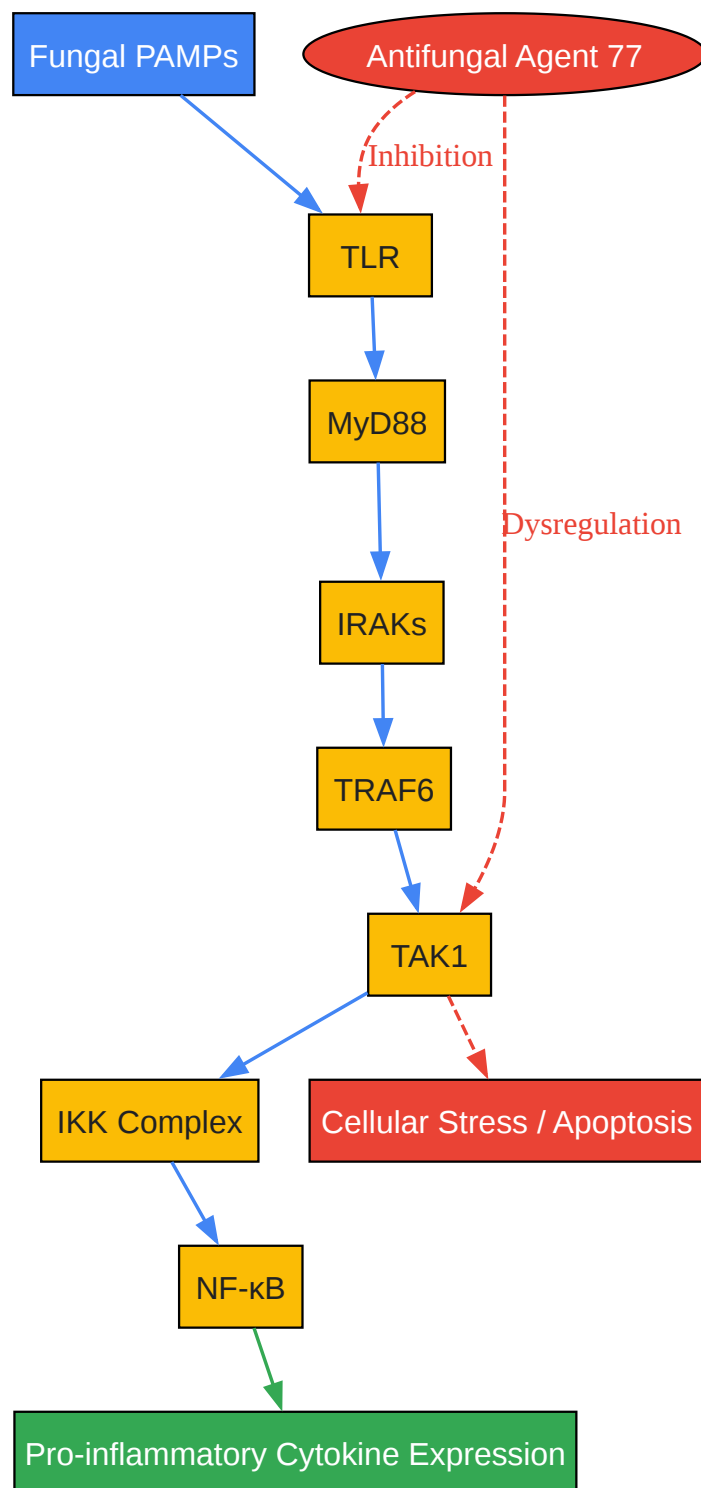 Fungal PAMPs
Antifungal Agent 77
Inhibition
TLR
MyD88
Dysregulation
IRAKs
TRAF6
TAK1
IKK Complex
Cellular Stress / Apoptosis
NF-κB
Pro-inflammatory Cytokine Expression